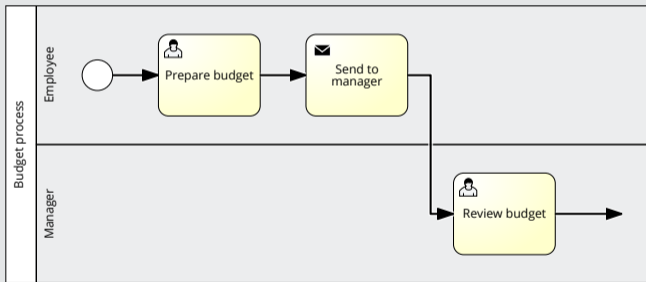 Budget process
Employee
Prepare budget
Send to
manager
Manager
Review budget